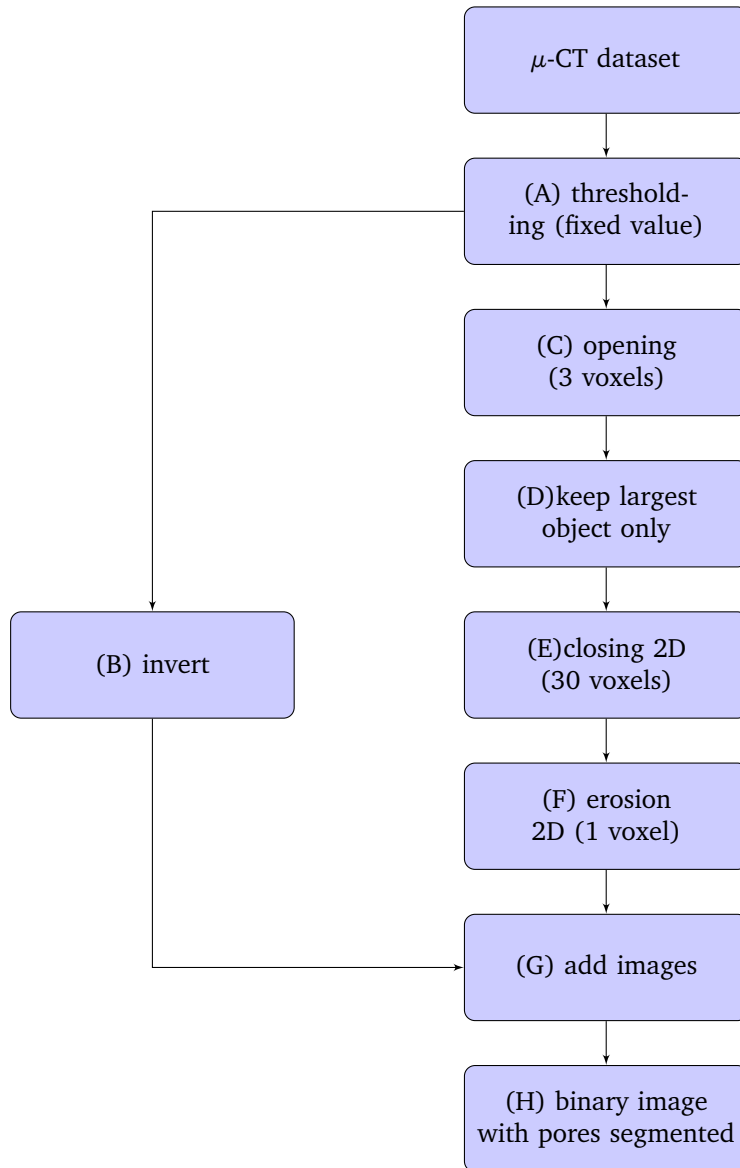 μ-CT dataset
(A) threshold-
ing (fixed value)
(C) opening
(3 voxels)
(D)keep largest
object only
(B) invert
(E)closing 2D
(30 voxels)
(F) erosion
2D (1 voxel)
(G) add images
(H) binary image
with pores segmented